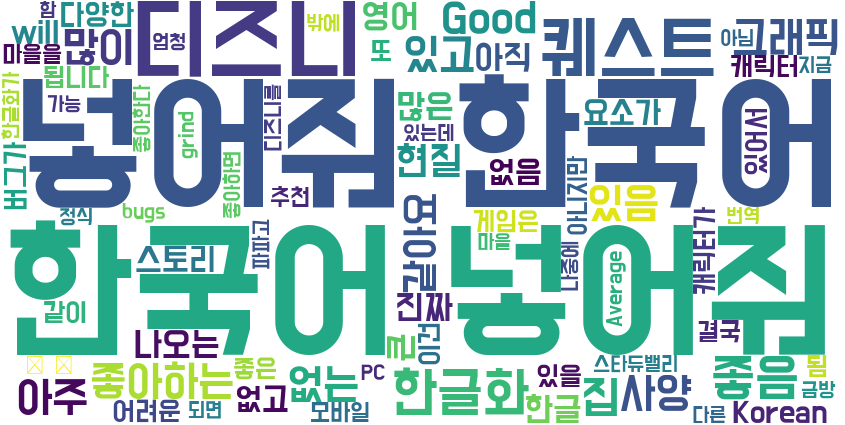 함 다양한 디즈니 밖에 영어 Good 퀘스트 아님 그래픽
will 많이 엄청 또 있고 아직 캐릭터 지금
마을을
한글화가 됩니다 가능 좋아한다 디즈니를 많은 요소가
넣어줘 한국어
grind 있는데 있어서
버그가 현질 없음
정식 bugs 좋아하면 추천 있음 아니지만 번역
한국어 넣어줘
파파고 같아요 게임은 마을 나중에 캐릭터가
스토리 Average
같이 진짜 이건 결국
나오는 큰 스타듀밸리 됨
아주 좋아하는 좋은 없는 PC 한글화 있을 집 사양 좋음 금방
어려운 되면 없고 모바일 한글 다른 Korean